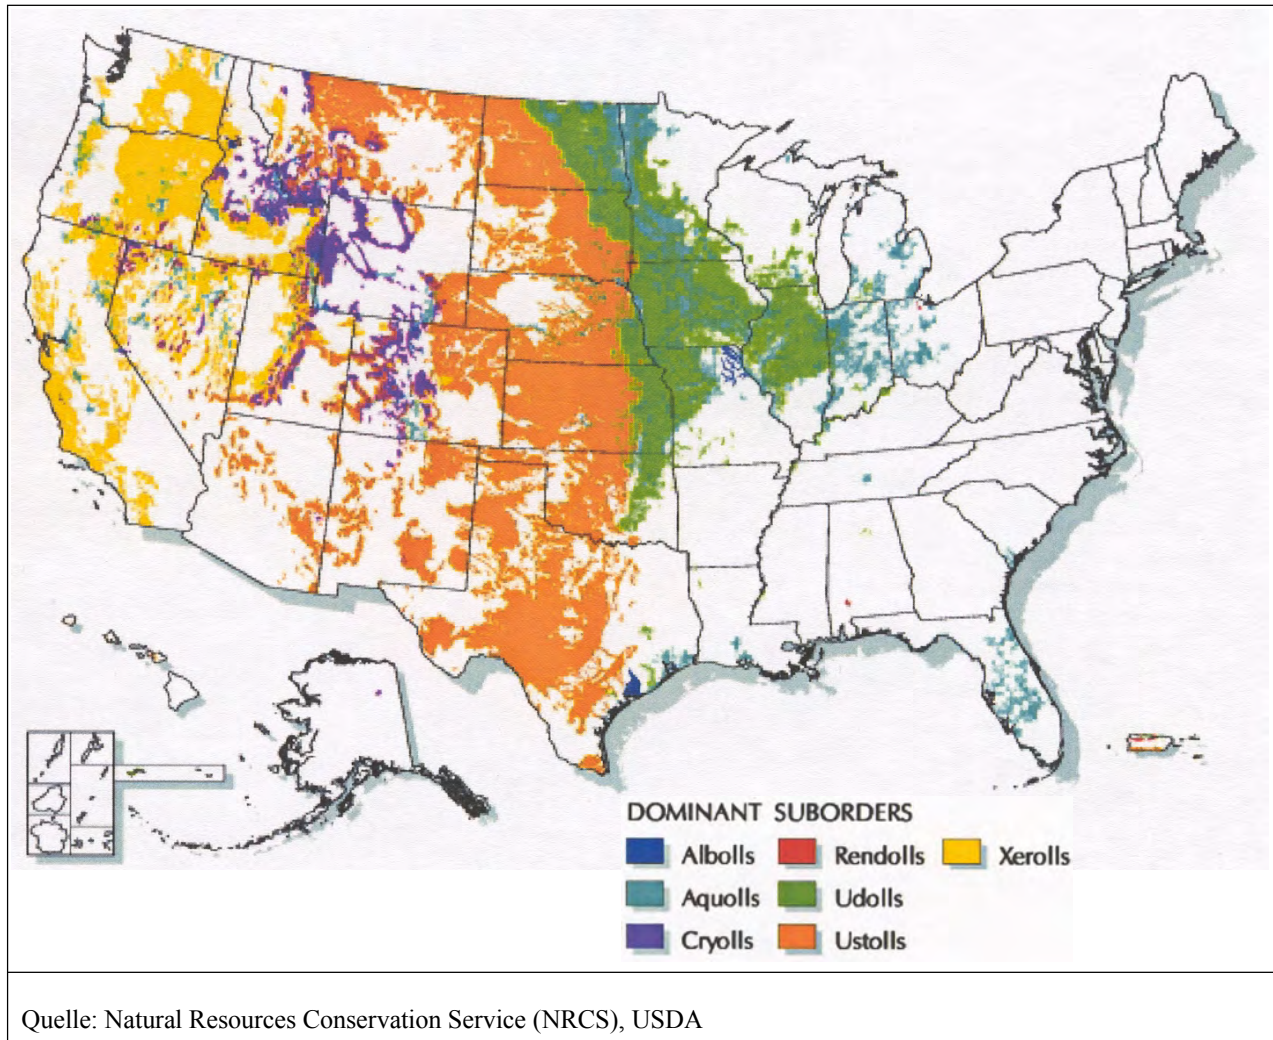 DOMINANT SUBORDERS
Albolls Rendolls Xerolls
Aquolls Udolls
Cryolls Ustolls
Quelle: Natural Resources Conservation Service (NRCS), USDA